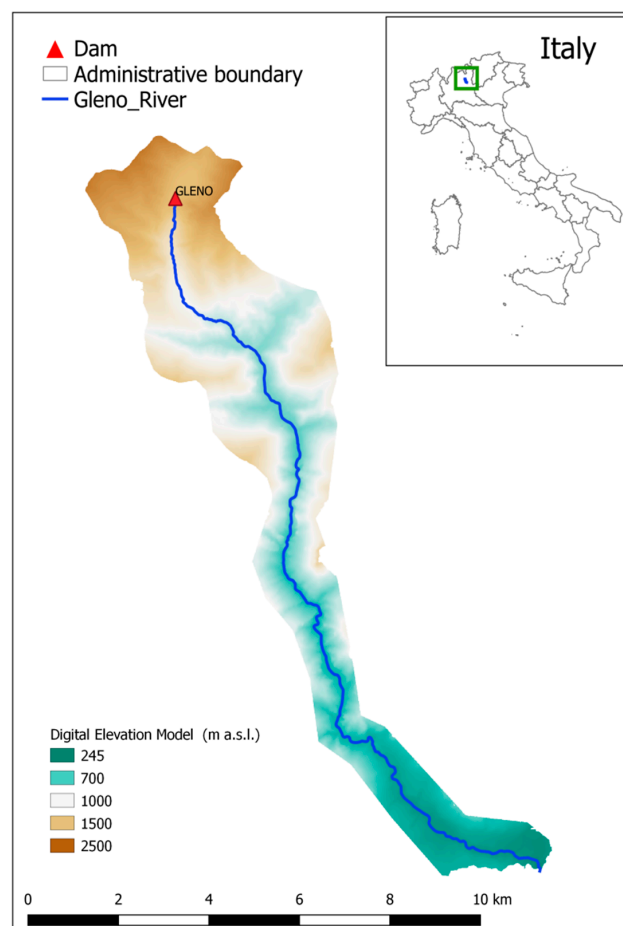 Dam
Administrative boundary
Gleno_River
Italy
GLENO
Digital Elevation Model (m a.s.l.)
245
700
1000
1500
2500
0 2 4 6 8 10 km